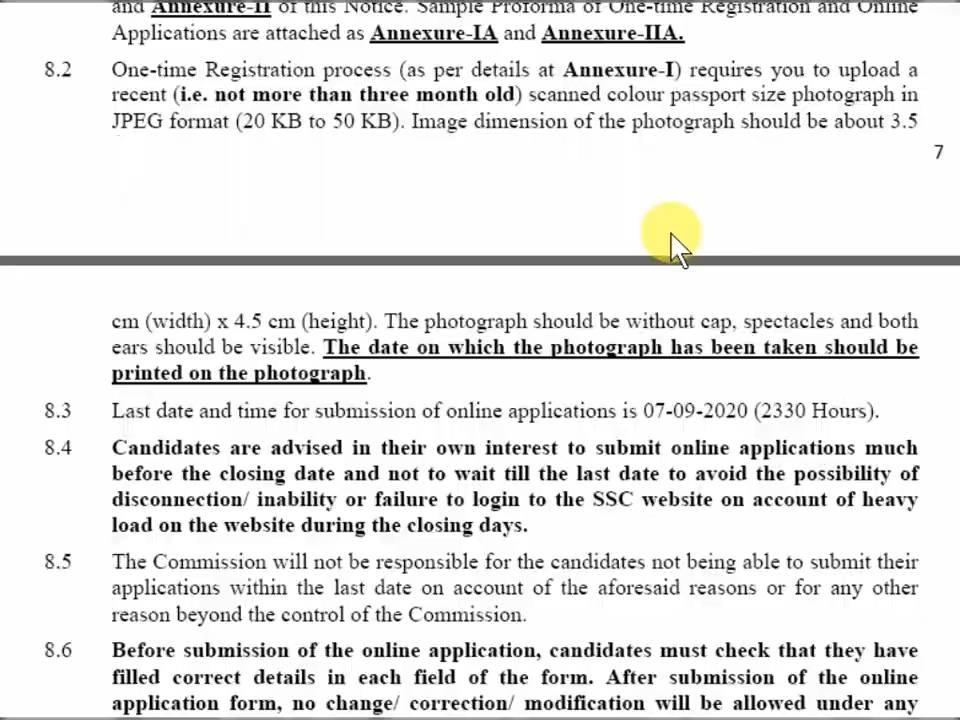 and Annexure-II of this Notice. Sample Proforma of One-time Registration and Online
Applications are attached as Annexure-IA and Annexure-IIA.
8.2 One-time Registration process (as per details at Annexure-I) requires you to upload a
recent (i.e. not more than three month old) scanned colour passport size photograph in
JPEG format (20 KB to 50 KB). Image dimension of the photograph should be about 3.5
7
cm (width) x 4.5 cm (height). The photograph should be without cap, spectacles and both
ears should be visible. The date on which the photograph has been taken should be
printed on the photograph.
8.3 Last date and time for submission of online applications is 07-09-2020 (2330 Hours).
8.4 Candidates are advised in their own interest to submit online applications much
before the closing date and not to wait till the last date to avoid the possibility of
disconnection/ inability or failure to login to the SSC website on account of heavy
load on the website during the closing days.
8.5 The Commission will not be responsible for the candidates not being able to submit their
applications within the last date on account of the aforesaid reasons or for any other
reason beyond the control of the Commission.
8.6 Before submission of the online application, candidates must check that they have
filled correct details in each field of the form. After submission of the online
application form, no change/ correction/ modification will be allowed under any